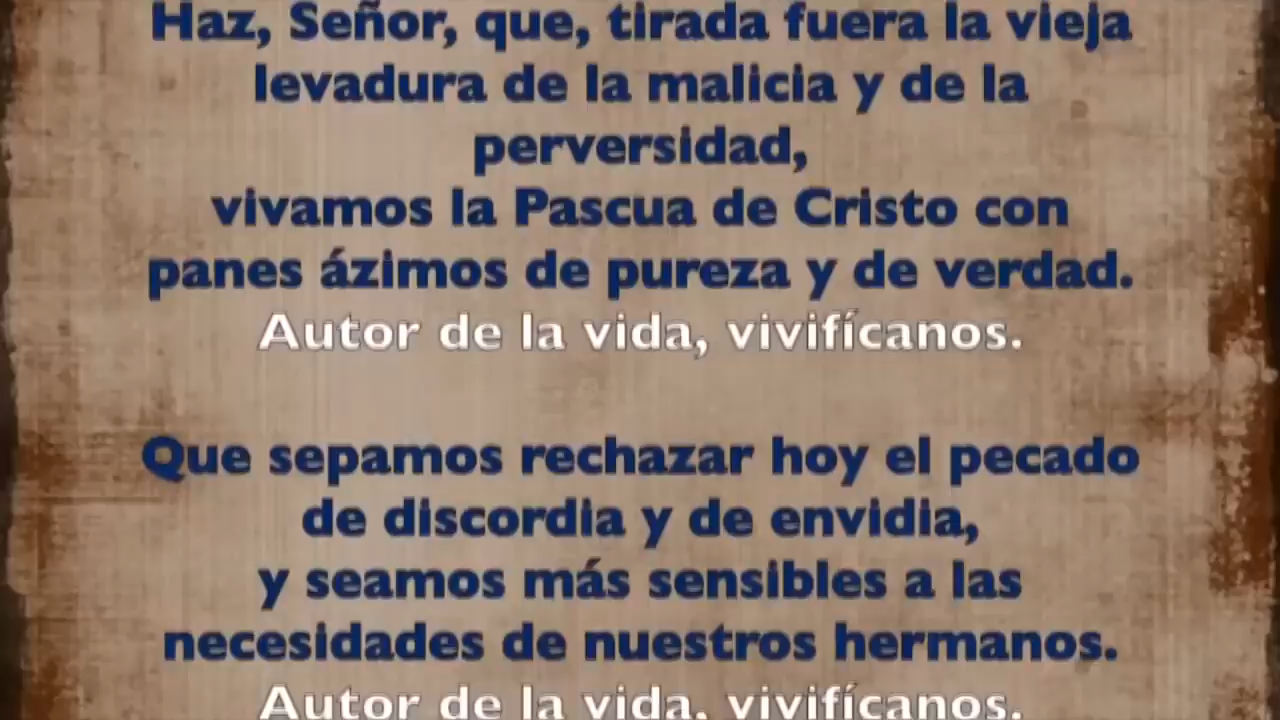 Haz, Señor, que, tirada fuera la vieja
levadura de la malicia y de la
perversidad,
vivamos la Pascua de Cristo con
panes ázimos de pureza y de verdad.
Autor de la vida, vivifícanos.
Que sepamos rechazar hoy el pecado
de discordia y de envidia,
y seamos más sensibles a las
necesidades de nuestros hermanos.
Autor de la vida, vivifícanos.